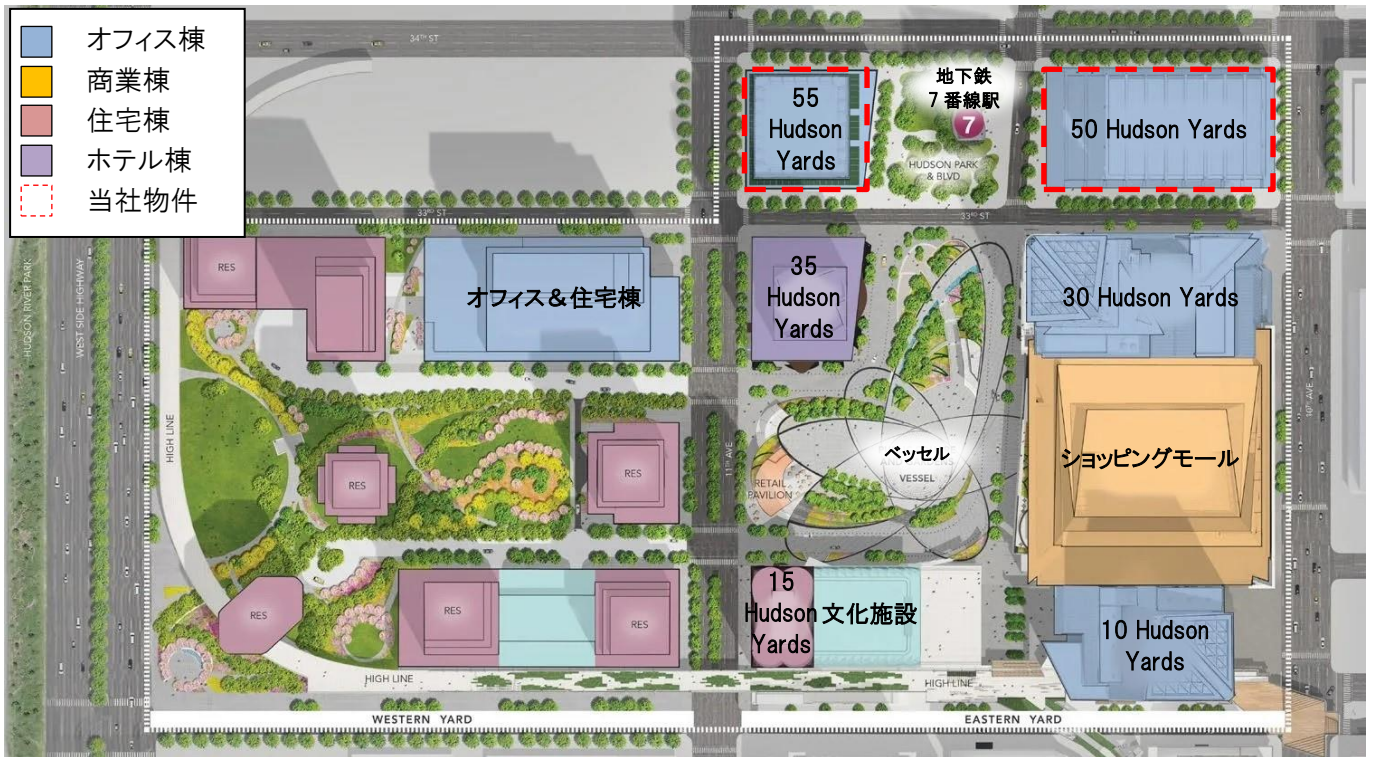 オフィス棟
商業棟
住宅棟
ホテル棟
当社物件
34TH ST
55
Hudson
Yards
地下鉄
7番線駅
7
HUDSON PARK
& BLVD
50 Hudson Yards
33RD ST
33RD ST
HUDSON RIVER PARK
WEST SIDE HIGHWAY
RES
オフィス&住宅棟
35
Hudson
Yards
30 Hudson Yards
10TH AVE
HIGH LINE
RES
RES
11TH AVE
RETAIL
PAVILION
ベッセル
AND GARDENS
VESSEL
ショッピングモール
RES
RES
RES
15
Hudson
Yards
文化施設
10 Hudson
Yards
HIGH LINE
HIGH LINE
WESTERN YARD
EASTERN YARD